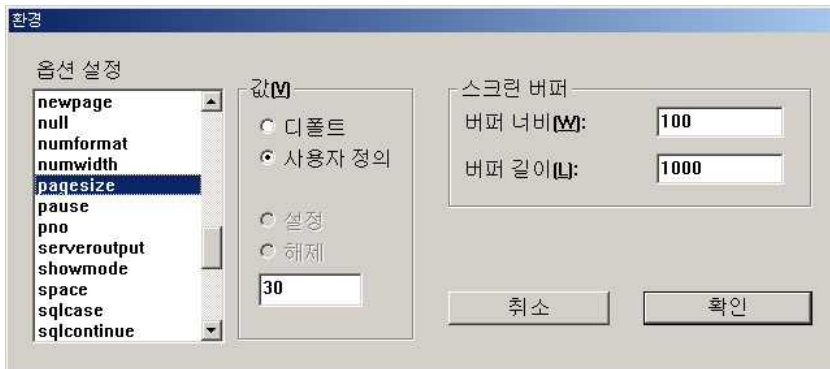 환경
옵션 설정
newpage
null
numformat
numwidth
pagesize
pause
pno
serveroutput
showmode
space
sqlcase
sqlcontinue
값(V)
디폴트
사용자 정의
설정
해제
30
스크린 버퍼
버퍼 너비(W): 100
버퍼 길이(L): 1000
취소
확인